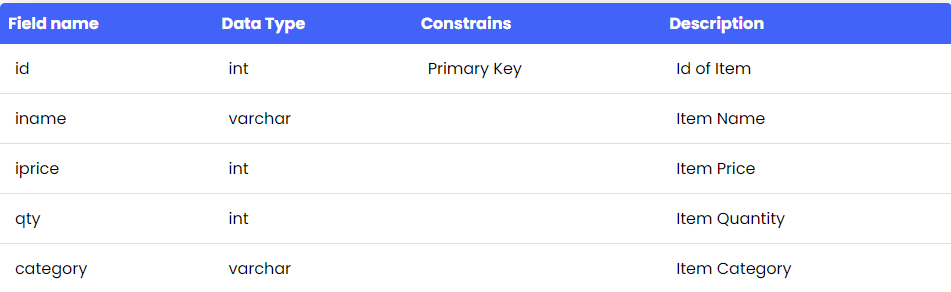 Field name Data Type Constrains Description
id int Primary Key Id of Item
iname varchar Item Name
iprice int Item Price
qty int Item Quantity
category varchar Item Category